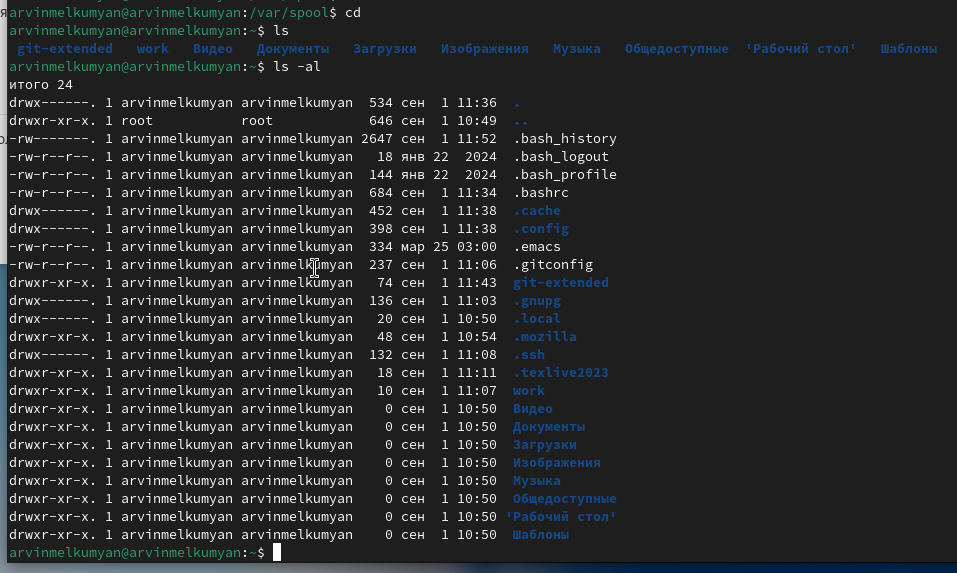 arvinmelkumyan@arvinmelkumyan:/var/spool$ cd
arvinmelkumyan@arvinmelkumyan:~$ ls
git-extended work Видео Документы Загрузки Изображения Музыка Общедоступные 'Рабочий стол' Шаблоны
arvinmelkumyan@arvinmelkumyan:~$ ls -al
итого 24
drwx------. 1 arvinmelkumyan arvinmelkumyan 534 сен 1 11:36 .
drwxr-xr-x. 1 root root 646 сен 1 10:49 ..
-rw-------. 1 arvinmelkumyan arvinmelkumyan 2647 сен 1 11:52 .bash_history
-rw-r--r--. 1 arvinmelkumyan arvinmelkumyan 18 янв 22 2024 .bash_logout
-rw-r--r--. 1 arvinmelkumyan arvinmelkumyan 144 янв 22 2024 .bash_profile
-rw-r--r--. 1 arvinmelkumyan arvinmelkumyan 684 сен 1 11:34 .bashrc
drwx------. 1 arvinmelkumyan arvinmelkumyan 452 сен 1 11:38 .cache
drwx------. 1 arvinmelkumyan arvinmelkumyan 398 сен 1 11:38 .config
-rw-r--r--. 1 arvinmelkumyan arvinmelkumyan 334 мар 25 03:00 .emacs
-rw-r--r--. 1 arvinmelkumyan arvinmelkumyan 237 сен 1 11:06 .gitconfig
drwxr-xr-x. 1 arvinmelkumyan arvinmelkumyan 74 сен 1 11:43 git-extended
drwx------. 1 arvinmelkumyan arvinmelkumyan 136 сен 1 11:03 .gnupg
drwx------. 1 arvinmelkumyan arvinmelkumyan 20 сен 1 10:50 .local
drwxr-xr-x. 1 arvinmelkumyan arvinmelkumyan 48 сен 1 10:54 .mozilla
drwx------. 1 arvinmelkumyan arvinmelkumyan 132 сен 1 11:08 .ssh
drwxr-xr-x. 1 arvinmelkumyan arvinmelkumyan 18 сен 1 11:11 .texlive2023
drwxr-xr-x. 1 arvinmelkumyan arvinmelkumyan 10 сен 1 11:07 work
drwxr-xr-x. 1 arvinmelkumyan arvinmelkumyan 0 сен 1 10:50 Видео
drwxr-xr-x. 1 arvinmelkumyan arvinmelkumyan 0 сен 1 10:50 Документы
drwxr-xr-x. 1 arvinmelkumyan arvinmelkumyan 0 сен 1 10:50 Загрузки
drwxr-xr-x. 1 arvinmelkumyan arvinmelkumyan 0 сен 1 10:50 Изображения
drwxr-xr-x. 1 arvinmelkumyan arvinmelkumyan 0 сен 1 10:50 Музыка
drwxr-xr-x. 1 arvinmelkumyan arvinmelkumyan 0 сен 1 10:50 Общедоступные
drwxr-xr-x. 1 arvinmelkumyan arvinmelkumyan 0 сен 1 10:50 'Рабочий стол'
drwxr-xr-x. 1 arvinmelkumyan arvinmelkumyan 0 сен 1 10:50 Шаблоны
arvinmelkumyan@arvinmelkumyan:~$